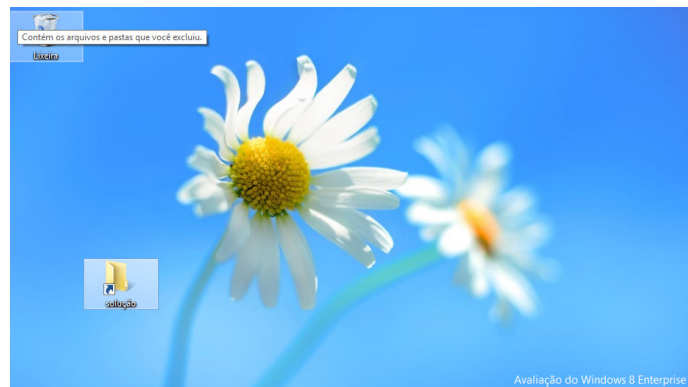 Contém os arquivos e pastas que você excluiu.
Lixeira
solução
Avaliação do Windows 8 Enterprise